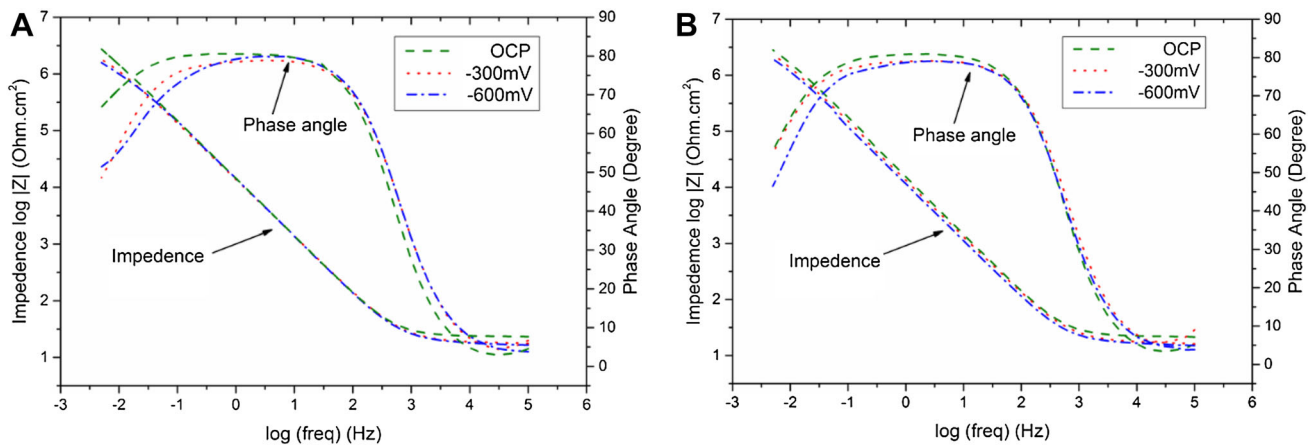 A
7
6
5
4
3
2
1
Impedence log |Z| (Ohm.cm²)
90
80
70
60
50
40
30
20
10
0
Phase Angle (Degree)
OCP
-300mV
-600mV
Phase angle
Impedence
-3 -2 -1 0 1 2 3 4 5 6
log (freq) (Hz)
B
7
6
5
4
3
2
1
Impedemce log |Z| (Ohm.cm²)
90
80
70
60
50
40
30
20
10
0
Phase Angle (Degree)
OCP
-300mV
-600mV
Phase angle
Impedence
-3 -2 -1 0 1 2 3 4 5 6
log (freq) (Hz)